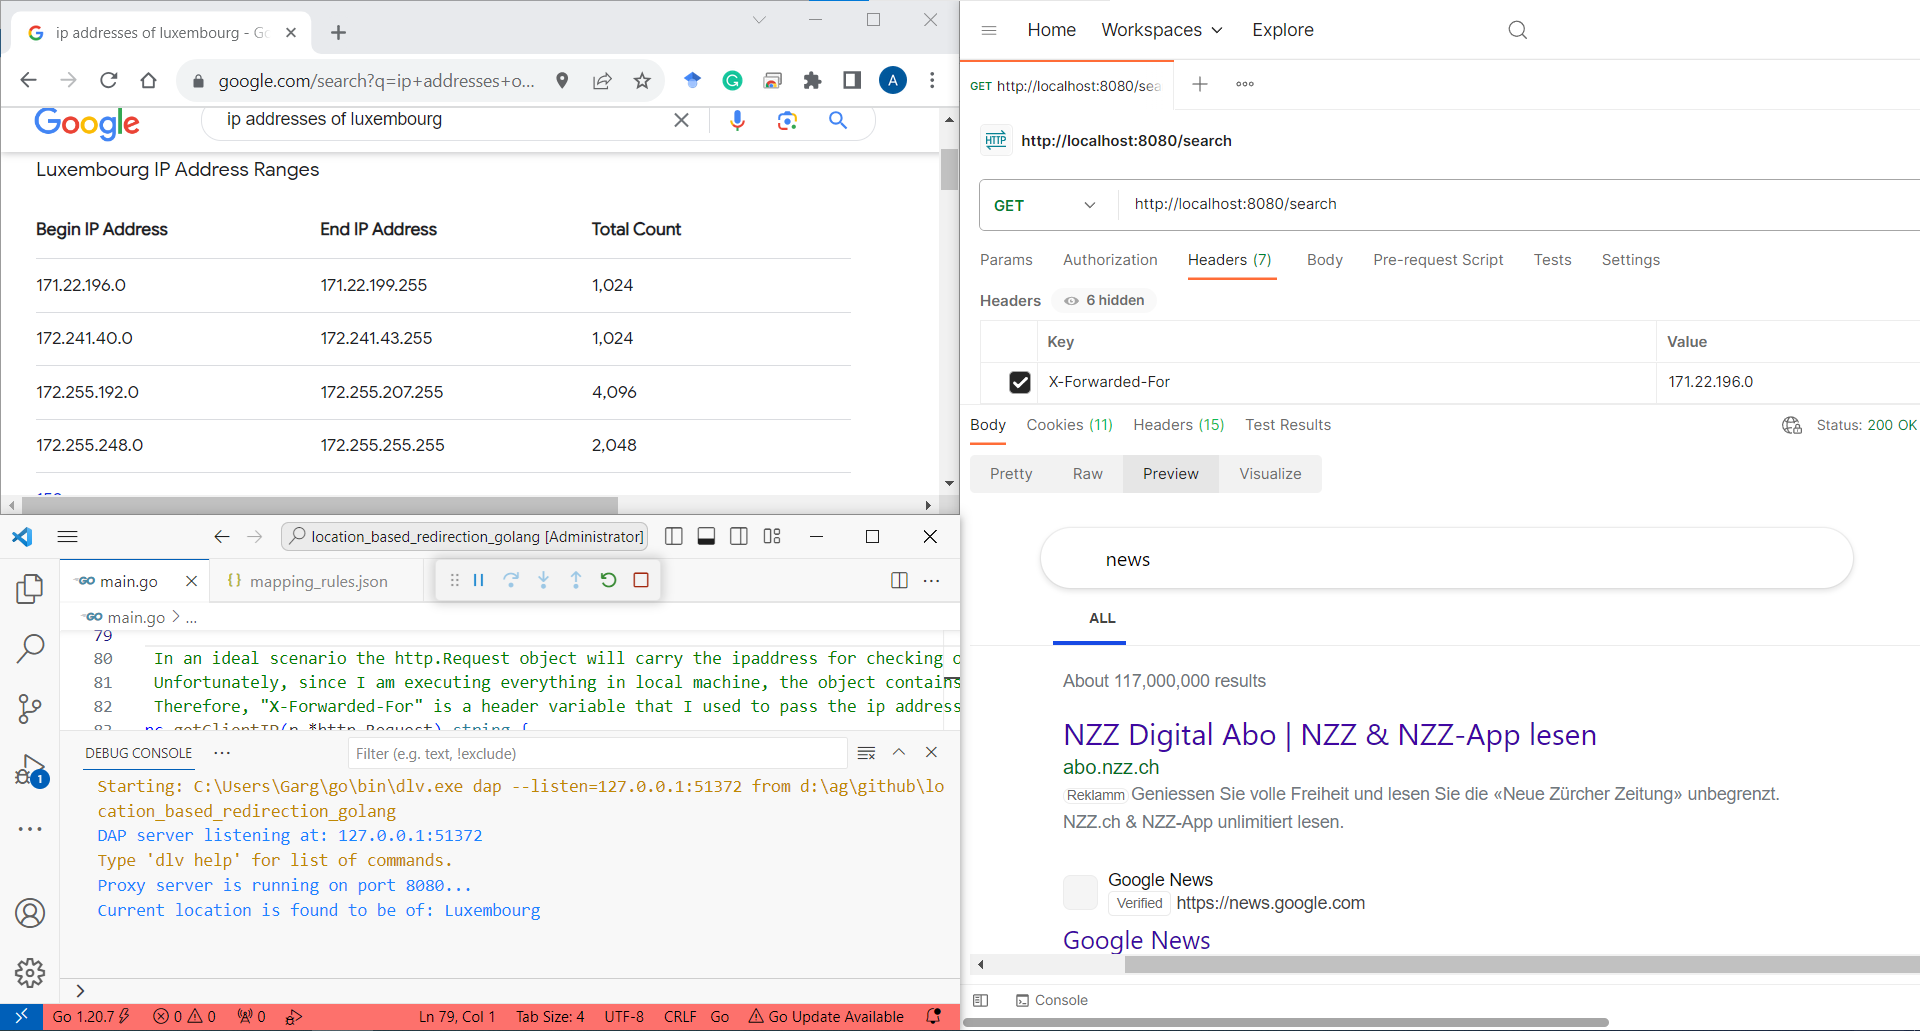 ip addresses of luxembourg - Go
google.com/search?q=ip+addresses+o...
A
Google
ip addresses of luxembourg
Luxembourg IP Address Ranges
Begin IP Address End IP Address Total Count
171.22.196.0 171.22.199.255 1,024
172.241.40.0 172.241.43.255 1,024
172.255.192.0 172.255.207.255 4,096
172.255.248.0 172.255.255.255 2,048
location_based_redirection_golang [Administrator]
GO main.go
{} mapping_rules.json
GO main.go > ...
79
80 In an ideal scenario the http.Request object will carry the ipaddress for checking
81 Unfortunately, since I am executing everything in local machine, the object contains
82 Therefore, "X-Forwarded-For" is a header variable that I used to pass the ip address
getClientIP(r *http.Request) string {
DEBUG CONSOLE ...
Filter (e.g. text, !exclude)
Starting: C:\Users\Garg\go\bin\dlv.exe dap --listen=127.0.0.1:51372 from d:\ag\github\lo
cation_based_redirection_golang
DAP server listening at: 127.0.0.1:51372
Type 'dlv help' for list of commands.
Proxy server is running on port 8080...
Current location is found to be of: Luxembourg
1
>
Go 1.20.7 0 0 0 Ln 79, Col 1 Tab Size: 4 UTF-8 CRLF Go Go Update Available
Home Workspaces Explore
GET http://localhost:8080/sea
HTTP http://localhost:8080/search
GET http://localhost:8080/search
Params Authorization Headers (7) Body Pre-request Script Tests Settings
Headers 6 hidden
Key Value
X-Forwarded-For 171.22.196.0
Body Cookies (11) Headers (15) Test Results Status: 200 OK
Pretty Raw Preview Visualize
news
ALL
About 117,000,000 results
NZZ Digital Abo | NZZ & NZZ-App lesen
abo.nzz.ch
Reklamm Geniessen Sie volle Freiheit und lesen Sie die «Neue Zürcher Zeitung» unbegrenzt.
NZZ.ch & NZZ-App unlimitiert lesen.
Google News
Verified https://news.google.com
Google News
Console